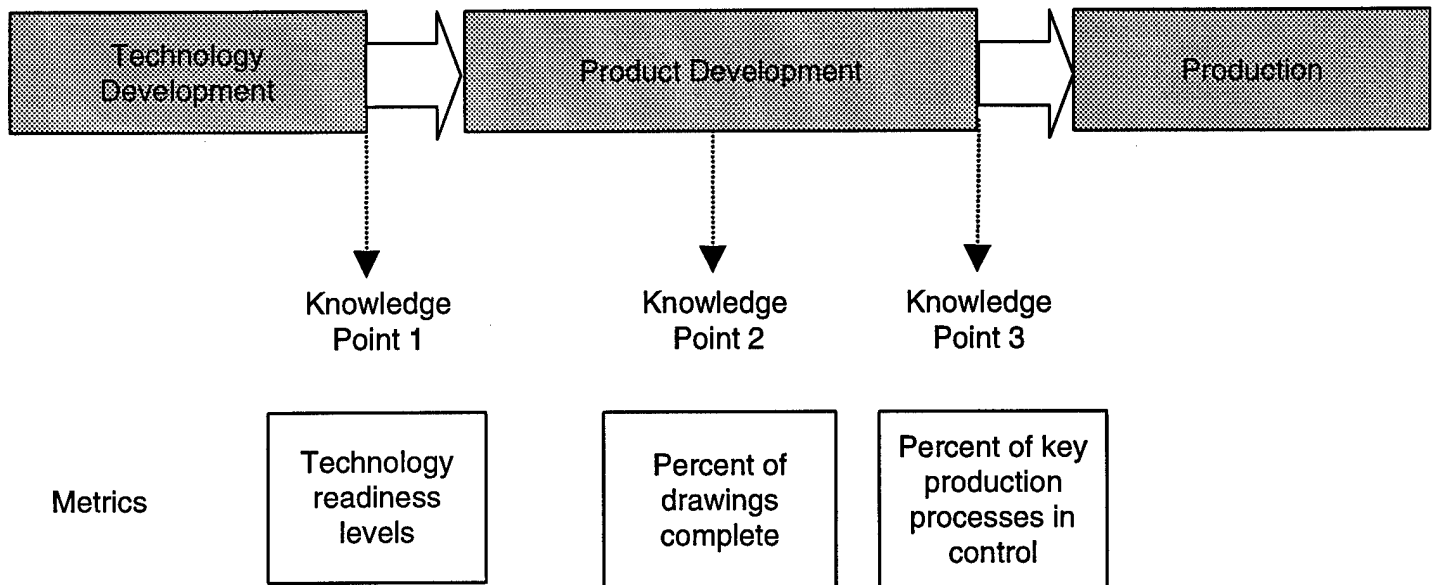 Technology
Development
Product Development
Production
Knowledge
Point 1
Knowledge
Point 2
Knowledge
Point 3
Metrics
Technology
readiness
levels
Percent of
drawings
complete
Percent of key
production
processes in
control